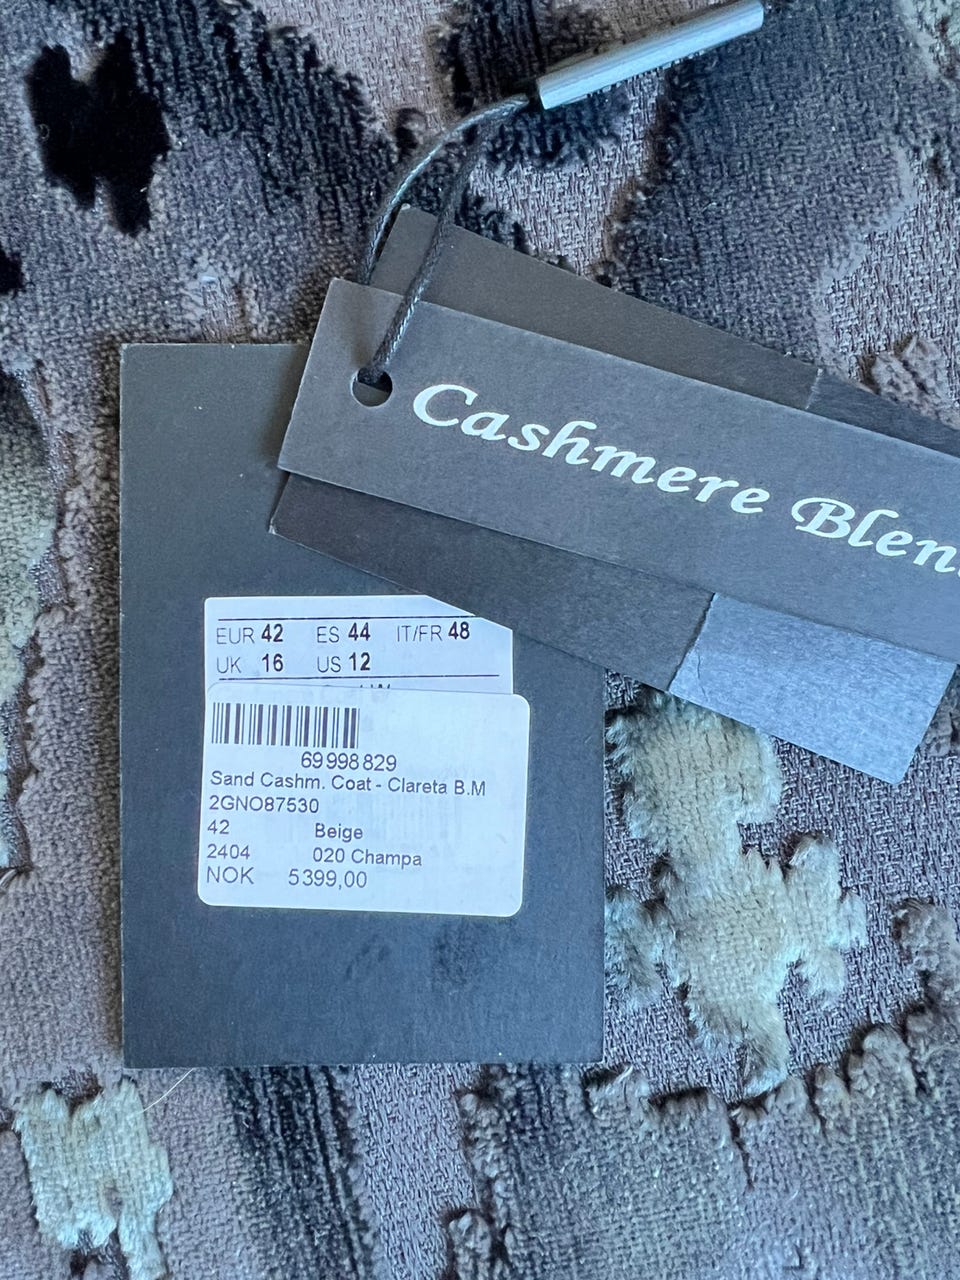 Cashmere Blen
EUR 42 ES 44 IT/FR 48
UK 16 US 12
69998829
Sand Cashm. Coat - Clareta B.M
2GNO87530
42 Beige
2404 020 Champa
NOK 5399,00